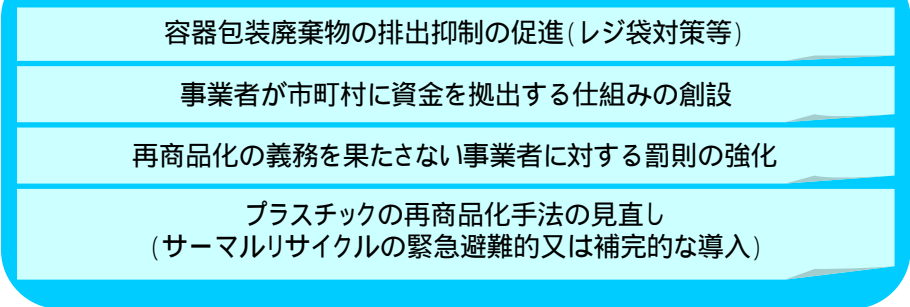 容器包装廃棄物の排出抑制の促進(レジ袋対策等)
事業者が市町村に資金を拠出する仕組みの創設
再商品化の義務を果たさない事業者に対する罰則の強化
プラスチックの再商品化手法の見直し
(サーマルリサイクルの緊急避難的又は補完的な導入)